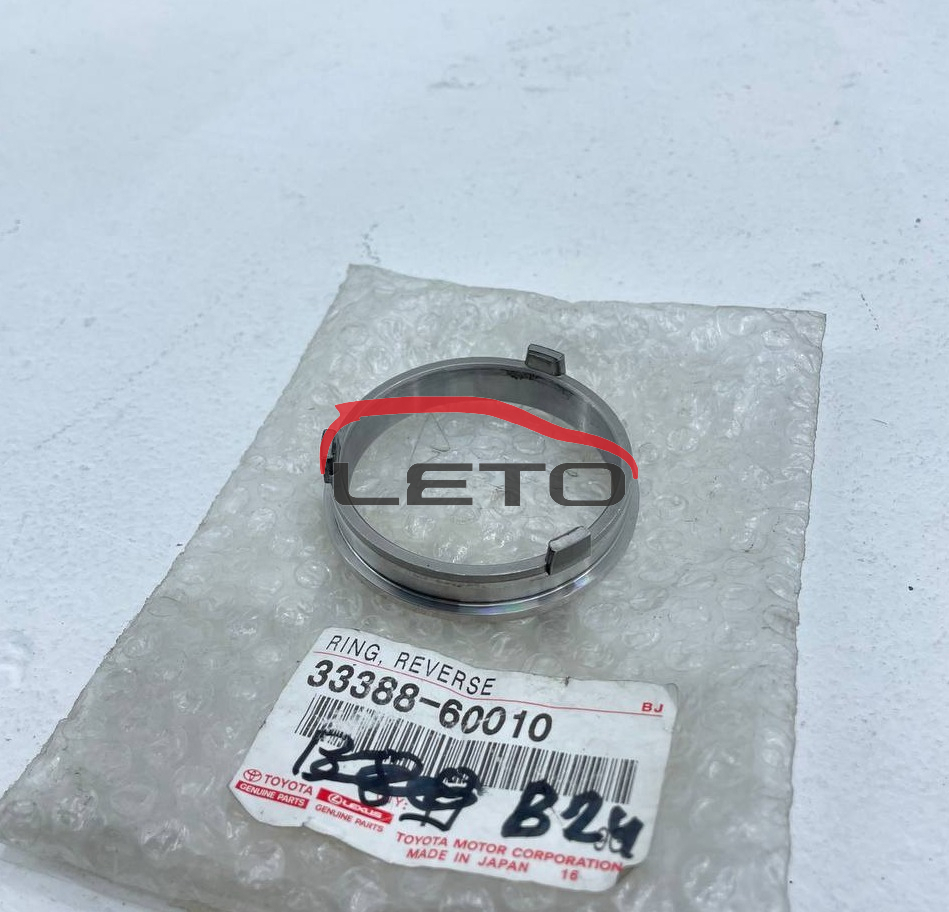 LETO
RING, REVERSE
33388-60010
BJ
B24
TOYOTA
GENUINE PARTS
LEXUS
GENUINE PARTS
TOYOTA MOTOR CORPORATION
MADE IN JAPAN 16